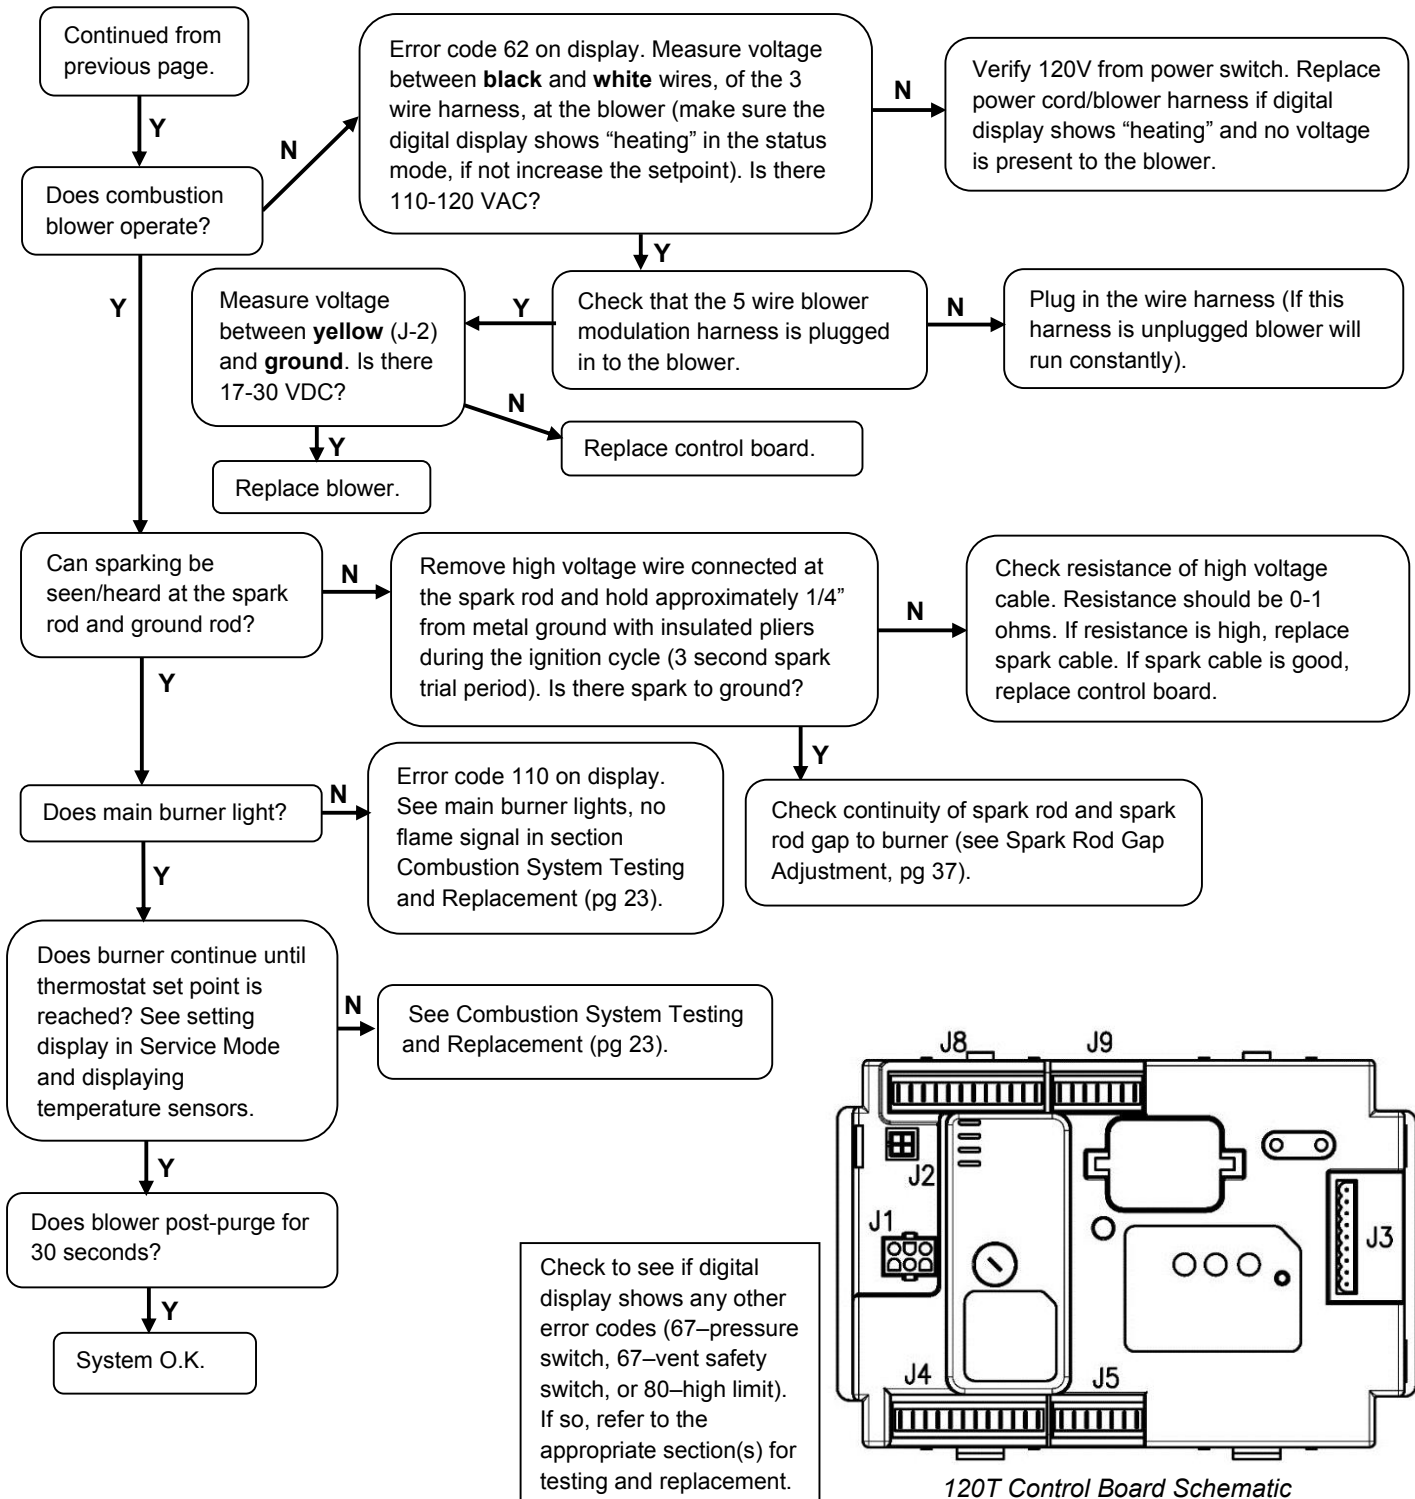 Continued from
previous page.
Y
Does combustion
blower operate?
N
Error code 62 on display. Measure voltage
between black and white wires, of the 3
wire harness, at the blower (make sure the
digital display shows “heating” in the status
mode, if not increase the setpoint). Is there
110-120 VAC?
N
Verify 120V from power switch. Replace
power cord/blower harness if digital
display shows “heating” and no voltage
is present to the blower.
Y
Check that the 5 wire blower
modulation harness is plugged
in to the blower.
N
Plug in the wire harness (If this
harness is unplugged blower will
run constantly).
Y
Measure voltage
between yellow (J-2)
and ground. Is there
17-30 VDC?
N
Replace control board.
Y
Replace blower.
Y
Can sparking be
seen/heard at the spark
rod and ground rod?
N
Remove high voltage wire connected at
the spark rod and hold approximately 1/4”
from metal ground with insulated pliers
during the ignition cycle (3 second spark
trial period). Is there spark to ground?
N
Check resistance of high voltage
cable. Resistance should be 0-1
ohms. If resistance is high, replace
spark cable. If spark cable is good,
replace control board.
Y
Check continuity of spark rod and spark
rod gap to burner (see Spark Rod Gap
Adjustment, pg 37).
Y
Does main burner light?
N
Error code 110 on display.
See main burner lights, no
flame signal in section
Combustion System Testing
and Replacement (pg 23).
Y
Does burner continue until
thermostat set point is
reached? See setting
display in Service Mode
and displaying
temperature sensors.
N
See Combustion System Testing
and Replacement (pg 23).
Y
Does blower post-purge for
30 seconds?
Y
System O.K.
Check to see if digital
display shows any other
error codes (67–pressure
switch, 67–vent safety
switch, or 80–high limit).
If so, refer to the
appropriate section(s) for
testing and replacement.
J8
J9
J2
J1
J3
J4
J5
120T Control Board Schematic